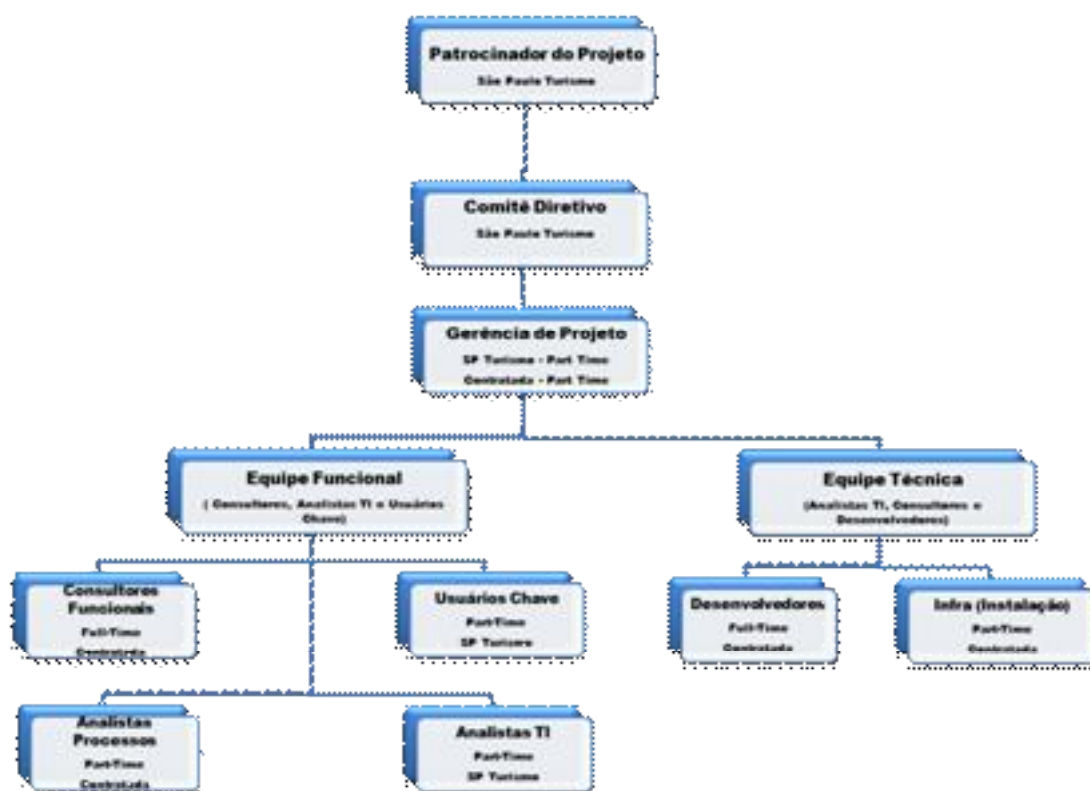 Patrocinador do Projeto
São Paulo Turismo
Comitê Diretivo
São Paulo Turismo
Gerência de Projeto
SP Turismo - Part Time
Contratada - Part Time
Equipe Funcional
( Consultores, Analistas TI e Usuários
Chave)
Equipe Técnica
(Analistas TI, Consultores e
Desenvolvedores)
Consultores
Funcionais
Full-Time
Contratada
Usuários Chave
Part-Time
SP Turismo
Desenvolvedores
Full-Time
Contratada
Infra (Instalação)
Part-Time
Contratada
Analistas
Processos
Part-Time
Contratada
Analistas TI
Part-Time
SP Turismo